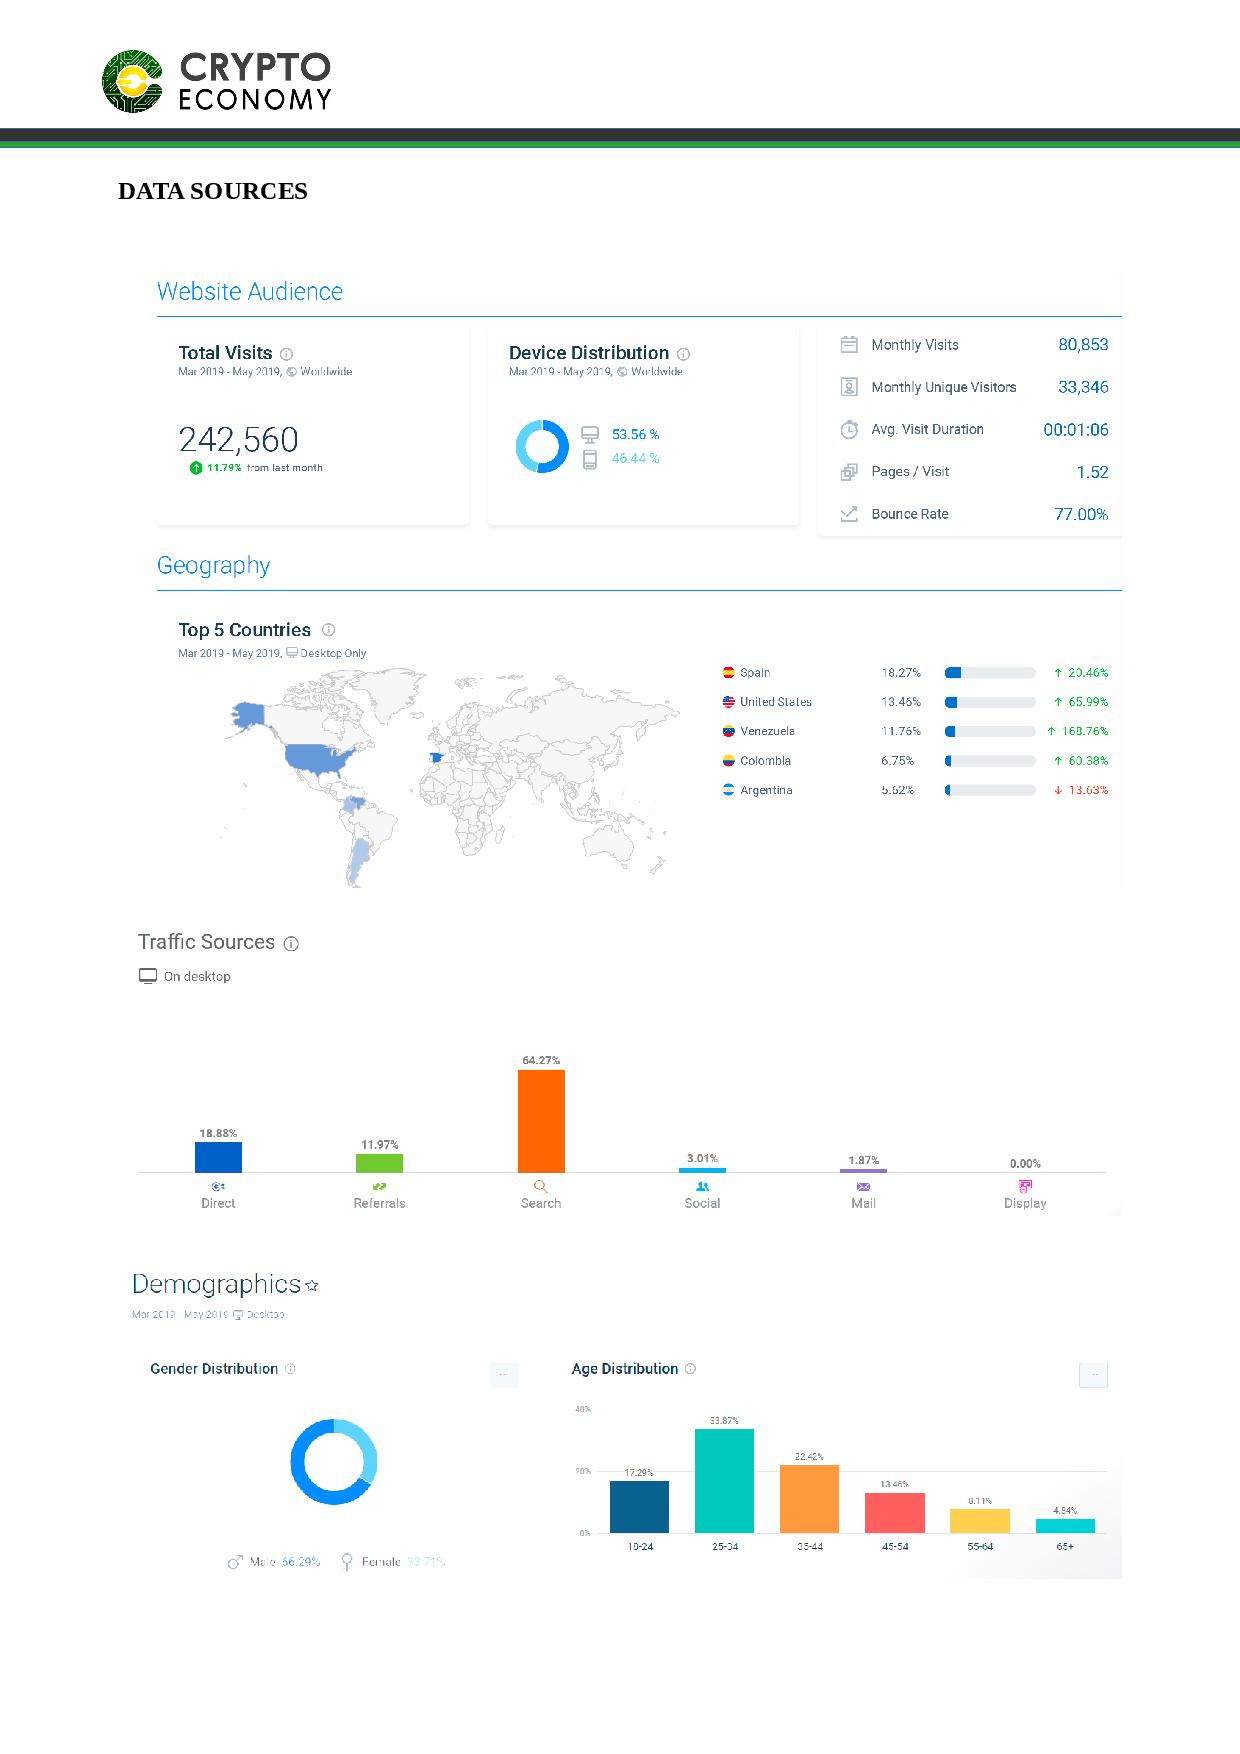 CRYPTO
ECONOMY
DATA SOURCES
Website Audience
Total Visits
Mar 2019 - May 2019, Worldwide
242,560
11.79% from last month
Device Distribution
Mar 2019 - May 2019, Worldwide
53.56 %
46.44 %
Monthly Visits 80,853
Monthly Unique Visitors 33,346
Avg. Visit Duration 00:01:06
Pages / Visit 1.52
Bounce Rate 77.00%
Geography
Top 5 Countries
Mar 2019 - May 2019, Desktop Only
Spain 18.27% ↑ 20.46%
United States 13.46% ↑ 65.99%
Venezuela 11.76% ↑ 168.76%
Colombia 6.75% ↑ 60.38%
Argentina 5.62% ↓ 13.63%
Traffic Sources
On desktop
18.88% 11.97% 64.27% 3.01% 1.87% 0.00%
Direct Referrals Search Social Mail Display
Demographics
Mar 2019 - May 2019 Desktop
Gender Distribution
Male 66.29% Female 33.71%
Age Distribution
40%
20%
0%
17.29% 33.87% 22.42% 13.46% 8.11% 4.84%
18-24 25-34 35-44 45-54 55-64 65+